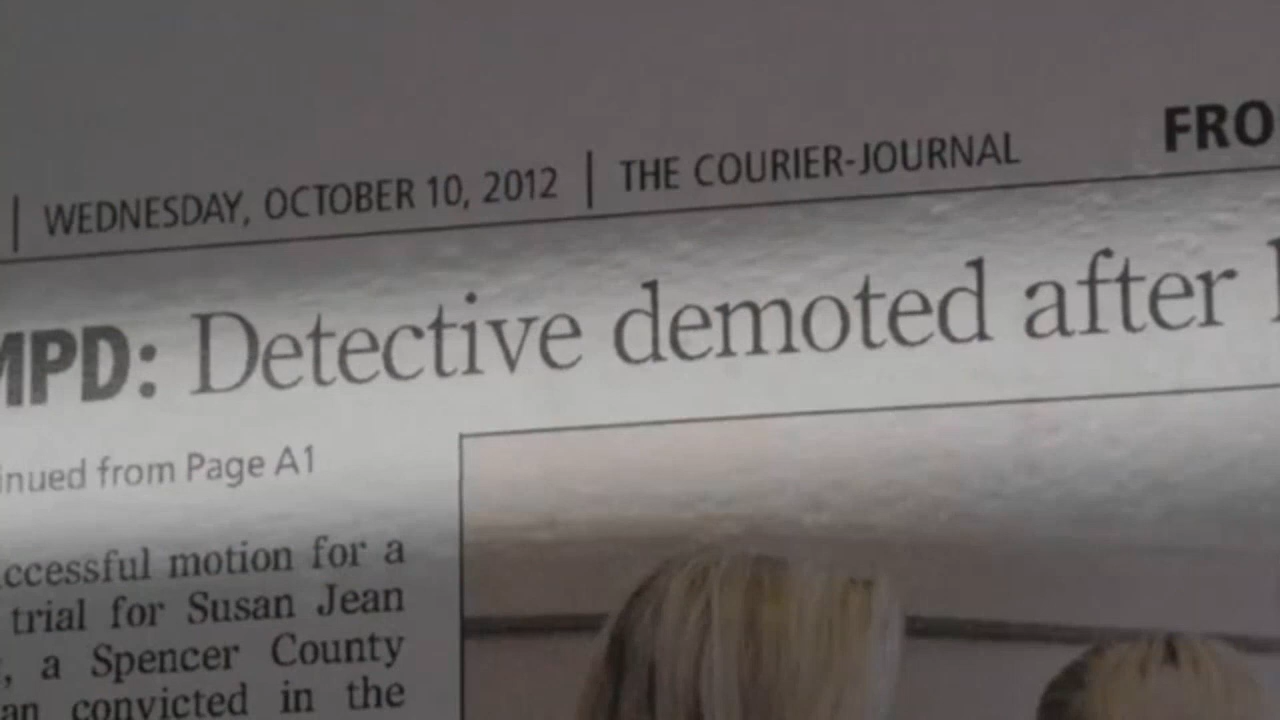 | WEDNESDAY, OCTOBER 10, 2012 | THE COURIER-JOURNAL FRO
MPD: Detective demoted after
inued from Page A1
ccessful motion for a
trial for Susan Jean
, a Spencer County
an convicted in the